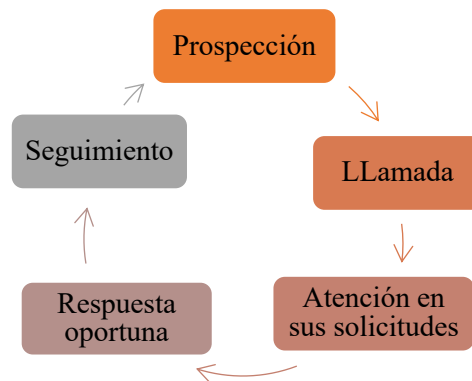 Prospección
LLamada
Atención en
sus solicitudes
Respuesta
oportuna
Seguimiento